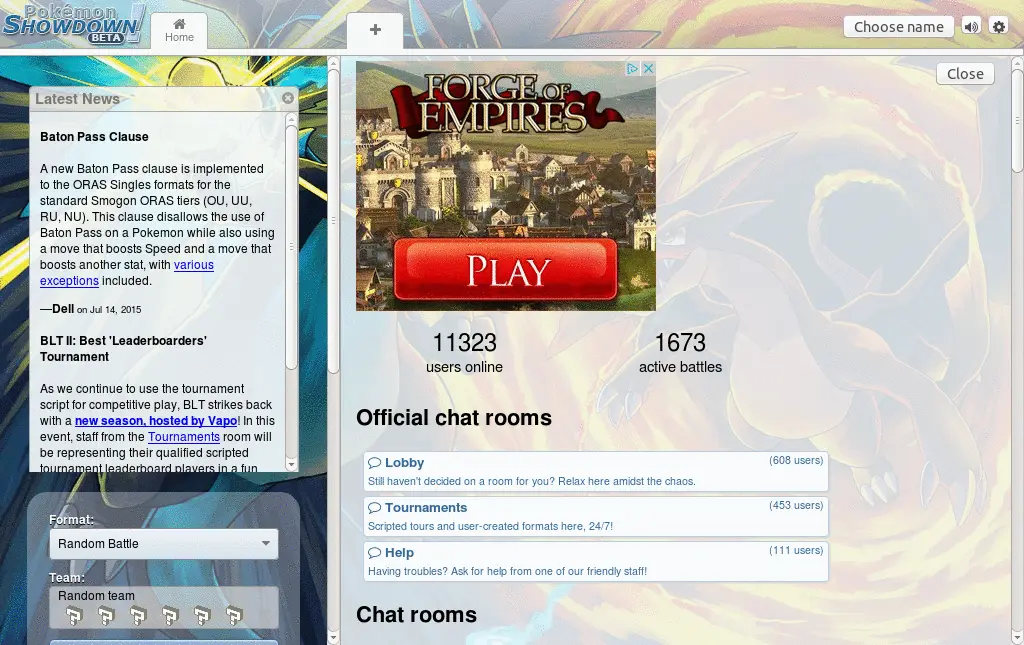 Pokémon
SHOWDOWN!
BETA
Home
+
Choose name
Latest News
Baton Pass Clause
A new Baton Pass clause is implemented
to the ORAS Singles formats for the
standard Smogon ORAS tiers (OU, UU,
RU, NU). This clause disallows the use of
Baton Pass on a Pokemon while also using
a move that boosts Speed and a move that
boosts another stat, with various
exceptions included.
—Dell on Jul 14, 2015
BLT II: Best 'Leaderboarders'
Tournament
As we continue to use the tournament
script for competitive play, BLT strikes back
with a new season, hosted by Vapo! In this
event, staff from the Tournaments room will
be representing their qualified scripted
tournament leaderboard players in a fun
Format:
Random Battle
Team:
Random team
? ? ? ? ? ?
Close
FORGE OF
EMPIRES
PLAY
11323
users online
1673
active battles
Official chat rooms
Lobby (608 users)
Still haven't decided on a room for you? Relax here amidst the chaos.
Tournaments (453 users)
Scripted tours and user-created formats here, 24/7!
Help (111 users)
Having troubles? Ask for help from one of our friendly staff!
Chat rooms